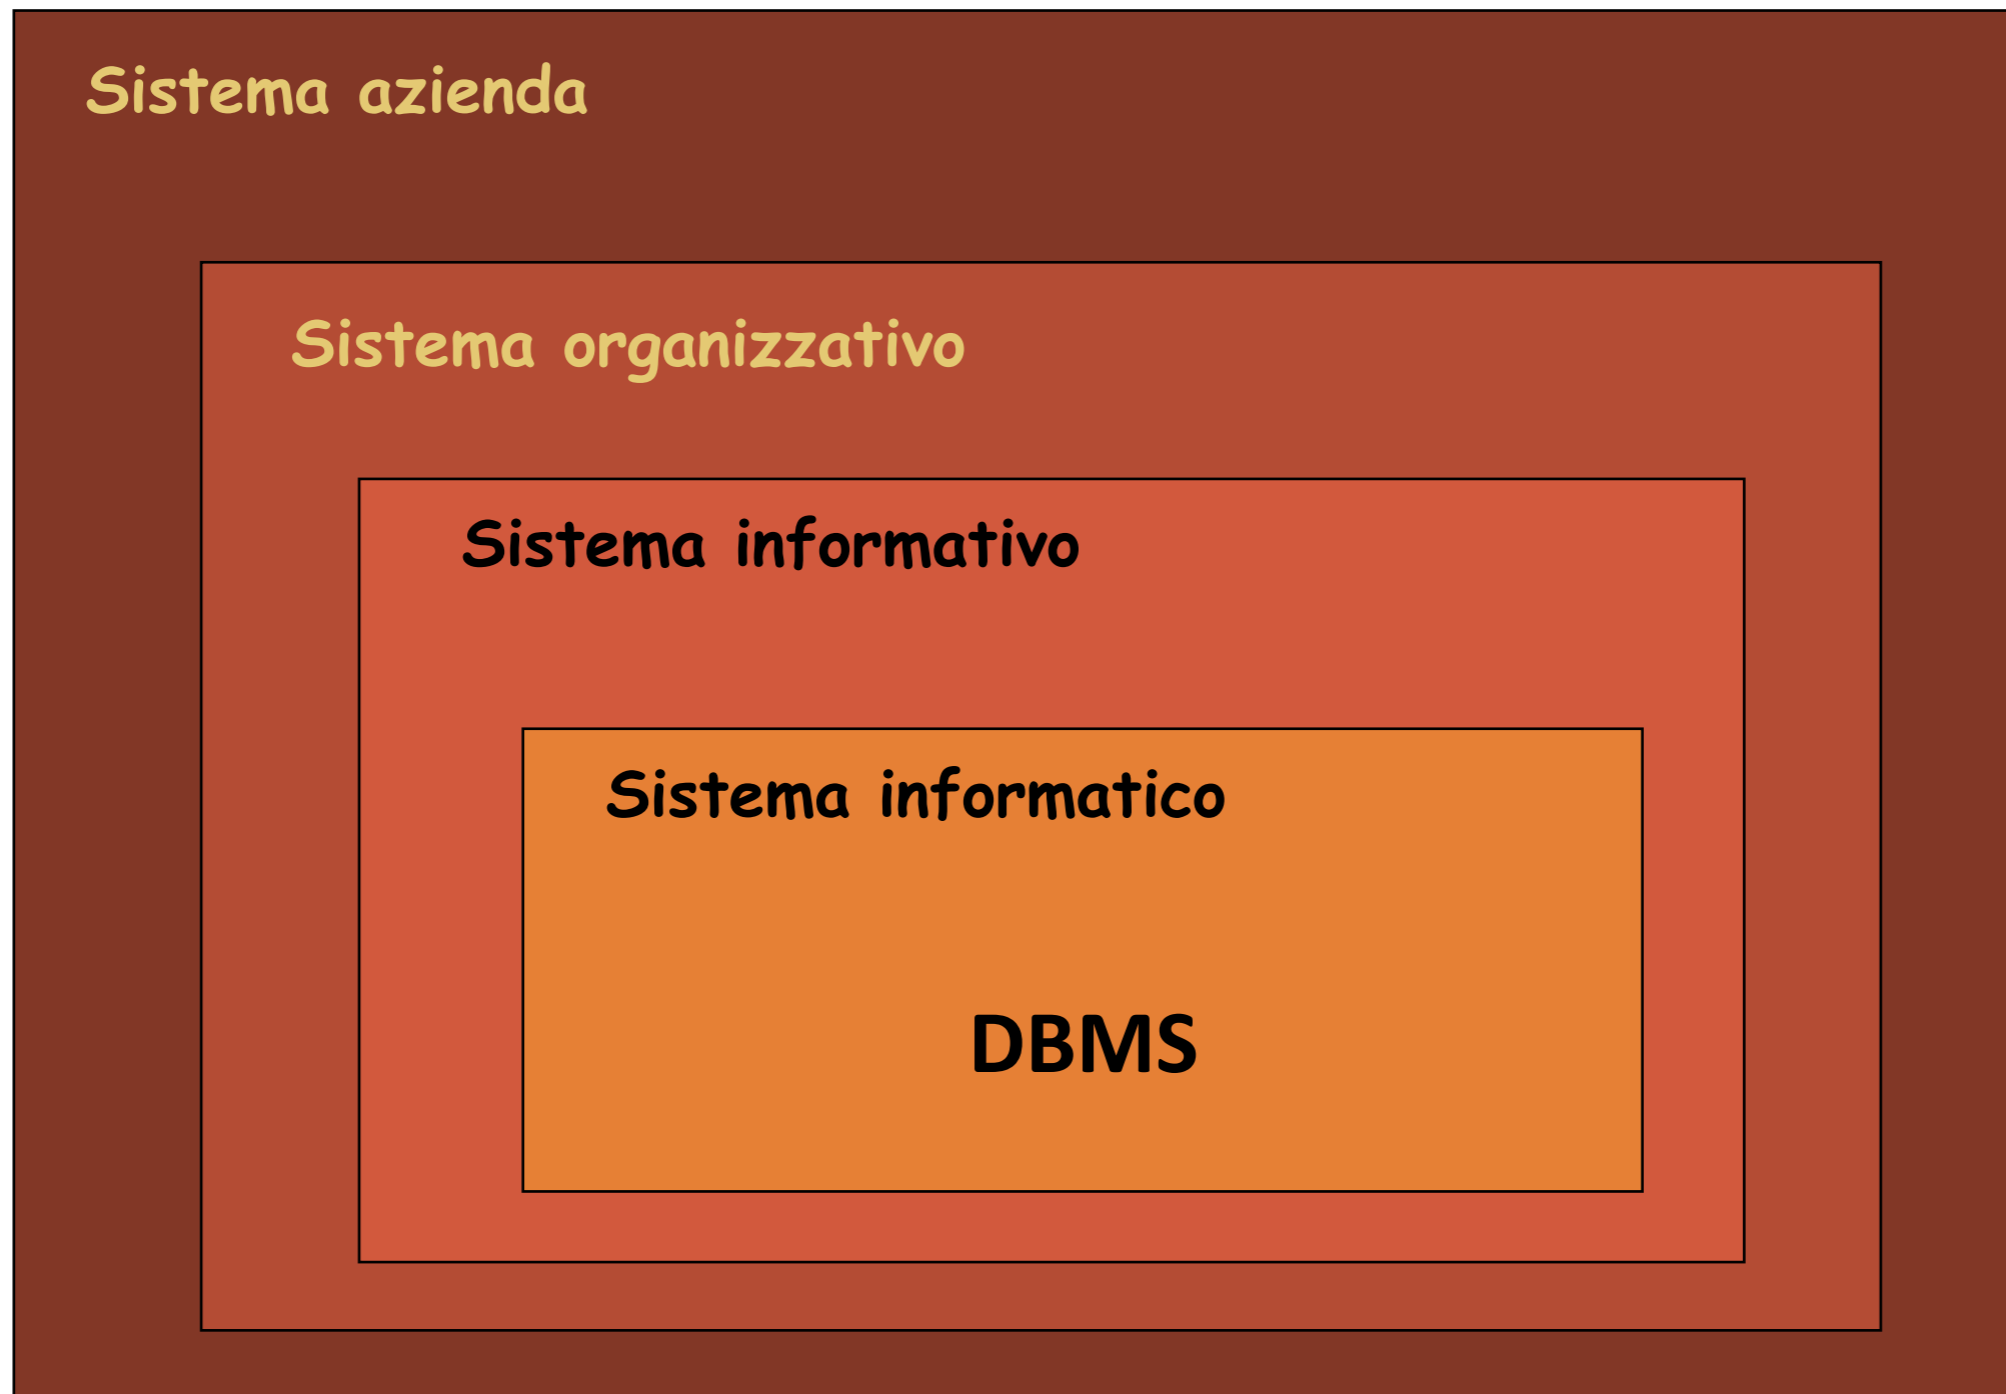 Sistema azienda
Sistema organizzativo
Sistema informativo
Sistema informatico
DBMS